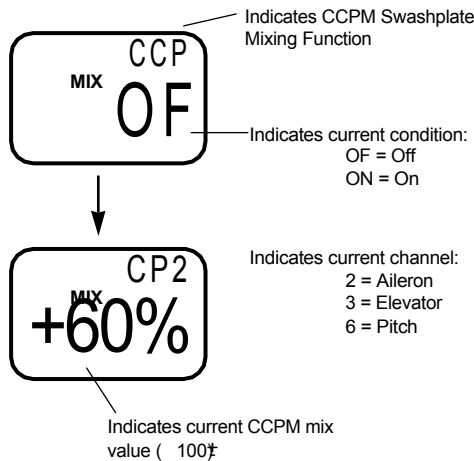 Indicates CCPM Swashplate
Mixing Function
CCP
MIX
OF
Indicates current condition:
OF = Off
ON = On
CP2
MIX
+60%
Indicates current channel:
2 = Aileron
3 = Elevator
6 = Pitch
Indicates current CCPM mix
value ( 100±